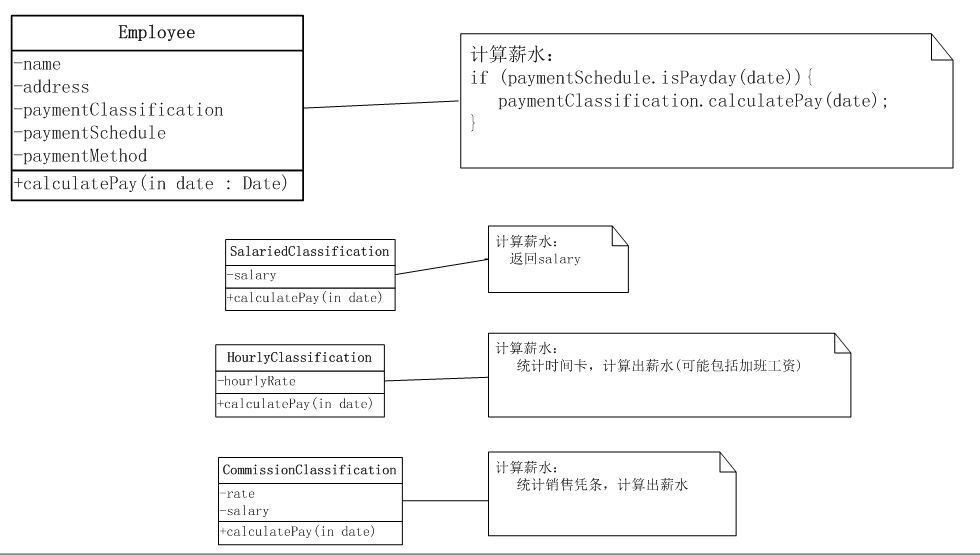 Employee
-name
-address
-paymentClassification
-paymentSchedule
-paymentMethod
+calculatePay(in date : Date)
计算薪水:
if (paymentSchedule.isPayday(date)){
paymentClassification.calculatePay(date);
}
SalariedClassification
-salary
+calculatePay(in date)
计算薪水:
返回salary
HourlyClassification
-hourlyRate
+calculatePay(in date)
计算薪水:
统计时间卡，计算出薪水(可能包括加班工资)
CommissionClassification
-rate
-salary
+calculatePay(in date)
计算薪水:
统计销售凭条，计算出薪水